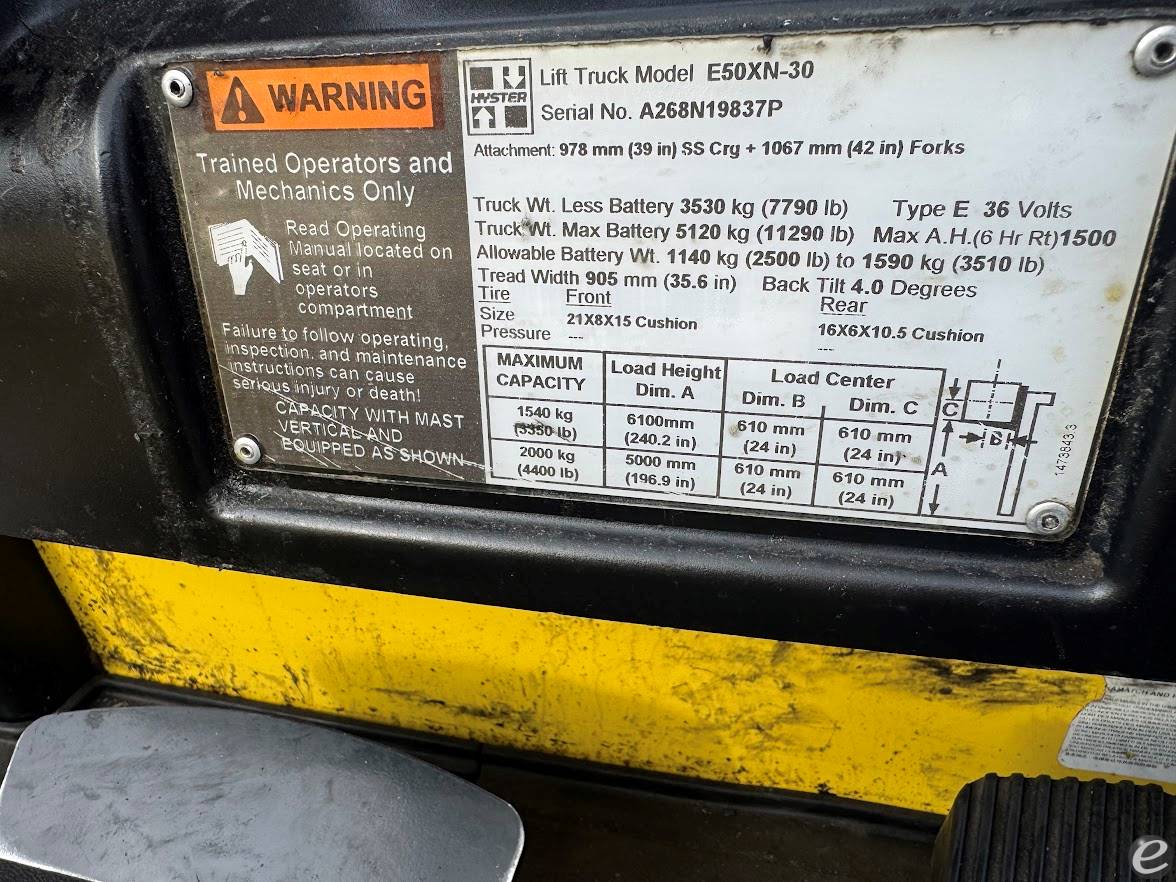 WARNING
Trained Operators and
Mechanics Only
Read Operating
Manual located on
seat or in
operators
compartment
Failure to follow operating,
inspection, and maintenance
instructions can cause
serious injury or death!
CAPACITY WITH MAST
VERTICAL AND
EQUIPPED AS SHOWN
HYSTER
Lift Truck Model E50XN-30
Serial No. A268N19837P
Attachment: 978 mm (39 in) SS Crg + 1067 mm (42 in) Forks
Truck Wt. Less Battery 3530 kg (7790 lb) Type E 36 Volts
Truck Wt. Max Battery 5120 kg (11290 lb) Max A.H.(6 Hr Rt)1500
Allowable Battery Wt. 1140 kg (2500 lb) to 1590 kg (3510 lb)
Tread Width 905 mm (35.6 in) Back Tilt 4.0 Degrees
Tire Front Rear
Size 21X8X15 Cushion 16X6X10.5 Cushion
Pressure --- ---
MAXIMUM Load Height Load Center
CAPACITY Dim. A Dim. B Dim. C
1540 kg 6100mm 610 mm 610 mm
(3350 lb) (240.2 in) (24 in) (24 in)
2000 kg 5000 mm 610 mm 610 mm
(4400 lb) (196.9 in) (24 in) (24 in)
C
B
A
1473843 3
e